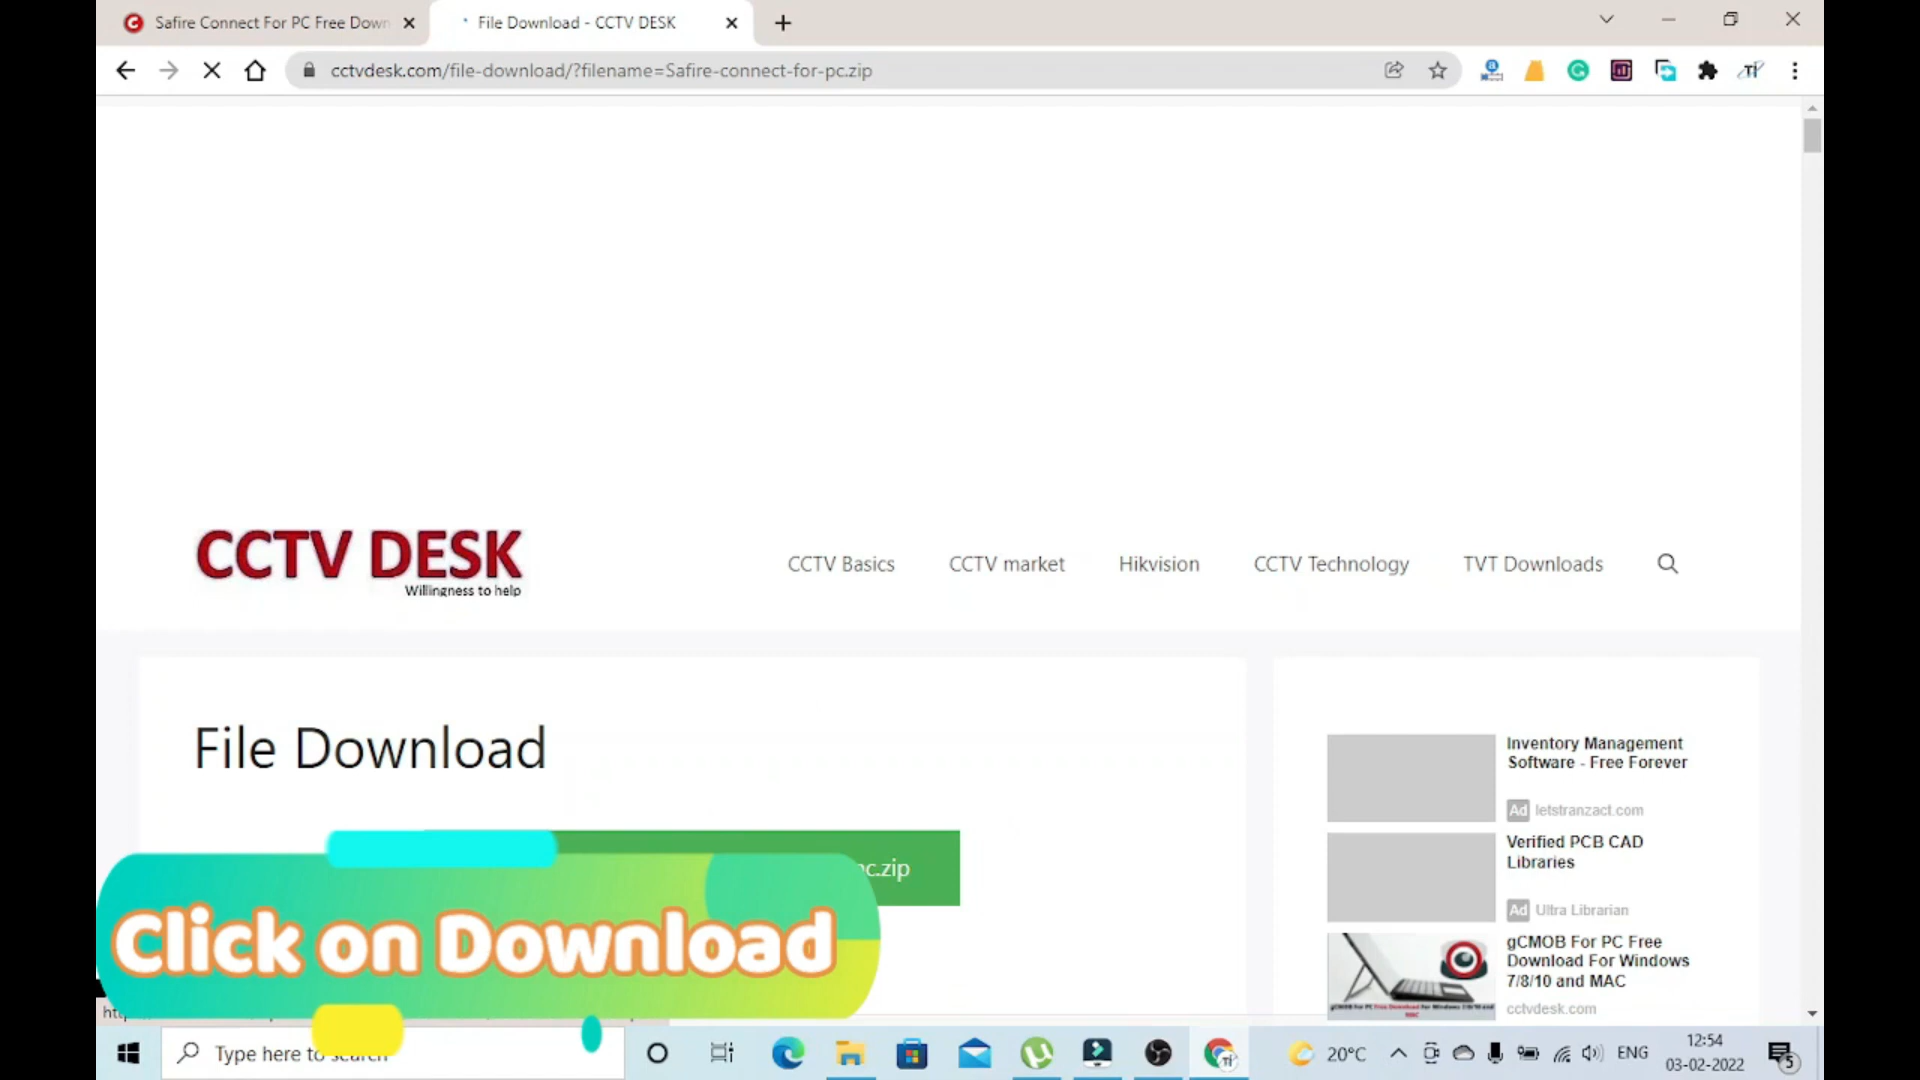 Safire Connect For PC Free Down
File Download - CCTV DESK
cctvdesk.com/file-download/?filename=Safire-connect-for-pc.zip
CCTV DESK
Willingness to help
CCTV Basics
CCTV market
Hikvision
CCTV Technology
TVT Downloads
File Download
pc.zip
Click on Download
Inventory Management
Software - Free Forever
Ad letstranzact.com
Verified PCB CAD
Libraries
Ad Ultra Librarian
gCMOB For PC Free
Download For Windows
7/8/10 and MAC
cctvdesk.com
Type here to search
20°C
ENG
12:54
03-02-2022
5